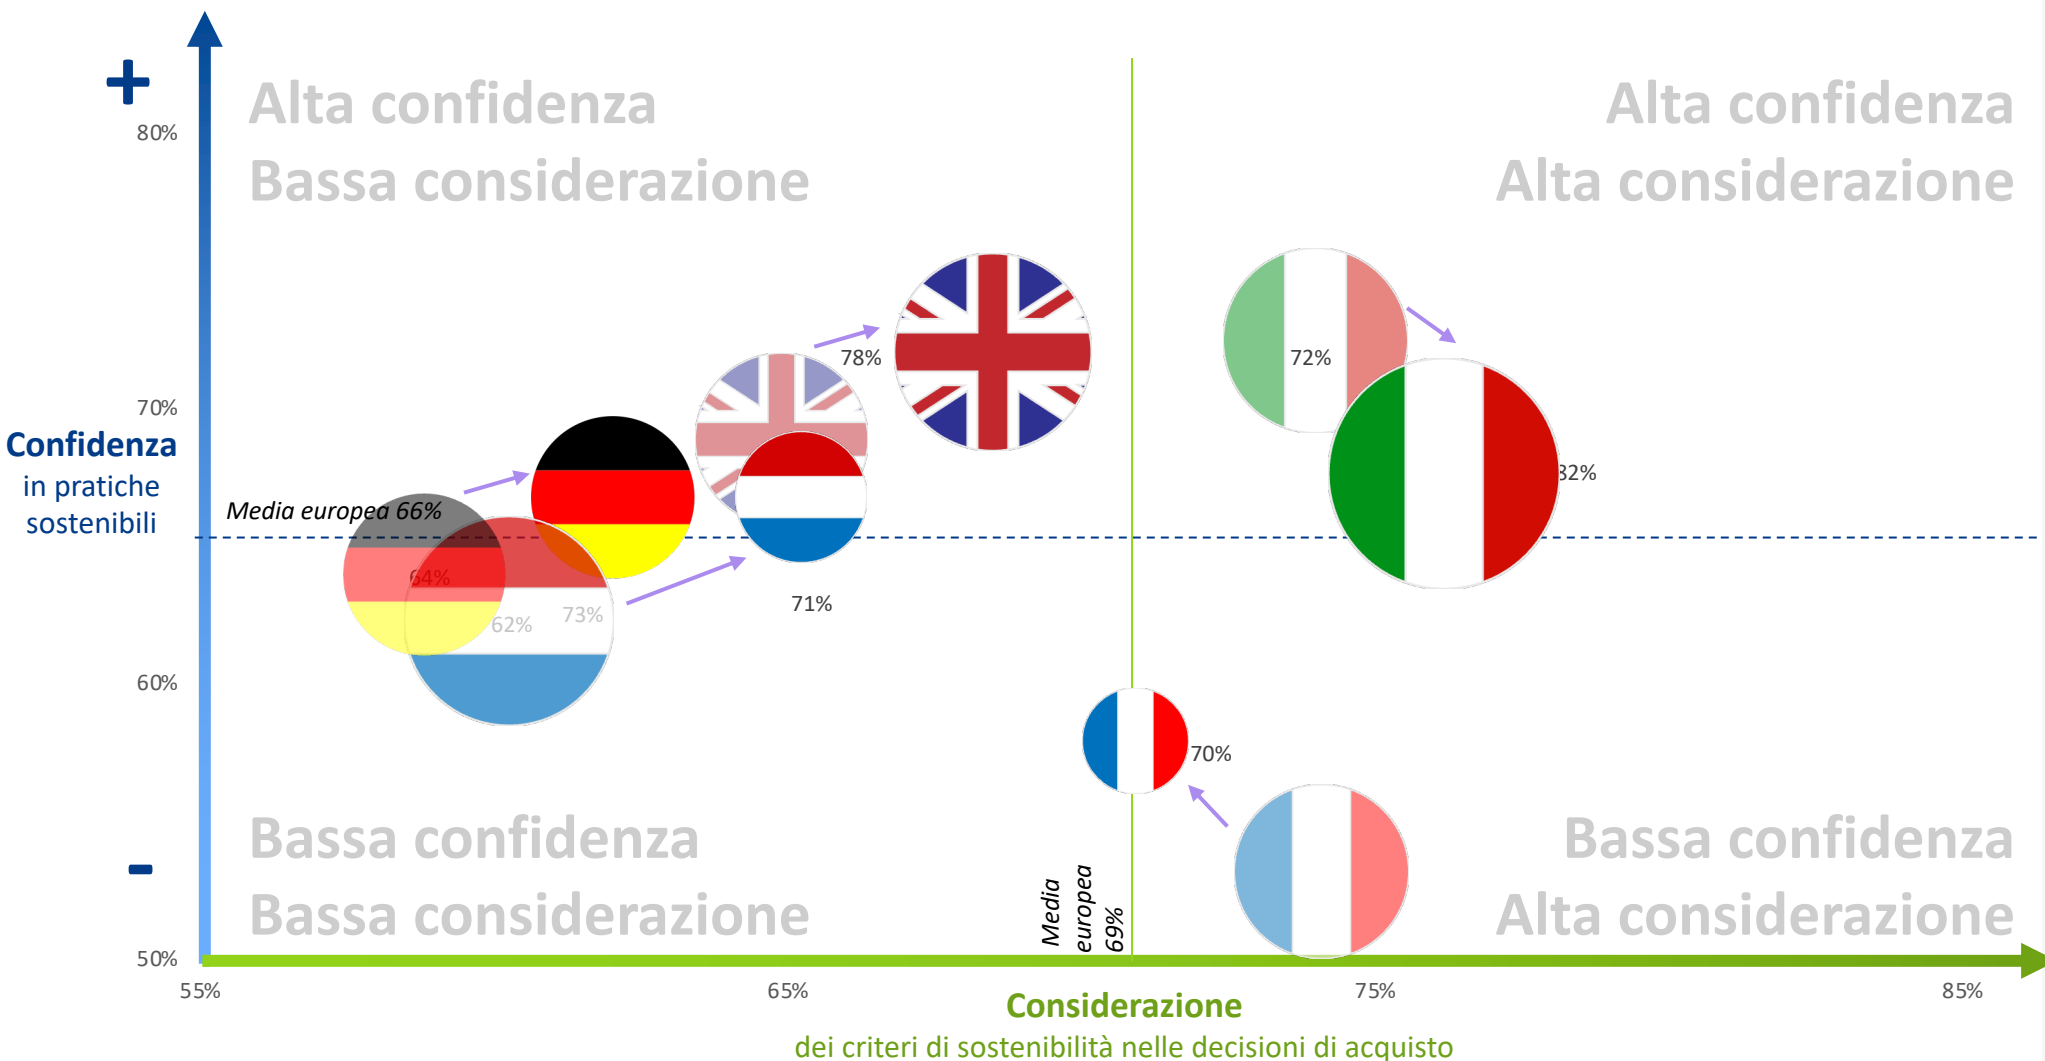 +
Alta confidenza
Bassa considerazione
Alta confidenza
Alta considerazione
80%
70%
60%
50%
Confidenza
in pratiche
sostenibili
Media europea 66%
78%
72%
82%
64%
62%
73%
71%
70%
Bassa confidenza
Bassa considerazione
Bassa confidenza
Alta considerazione
-
Media
europea
69%
55%
65%
75%
85%
Considerazione
dei criteri di sostenibilità nelle decisioni di acquisto